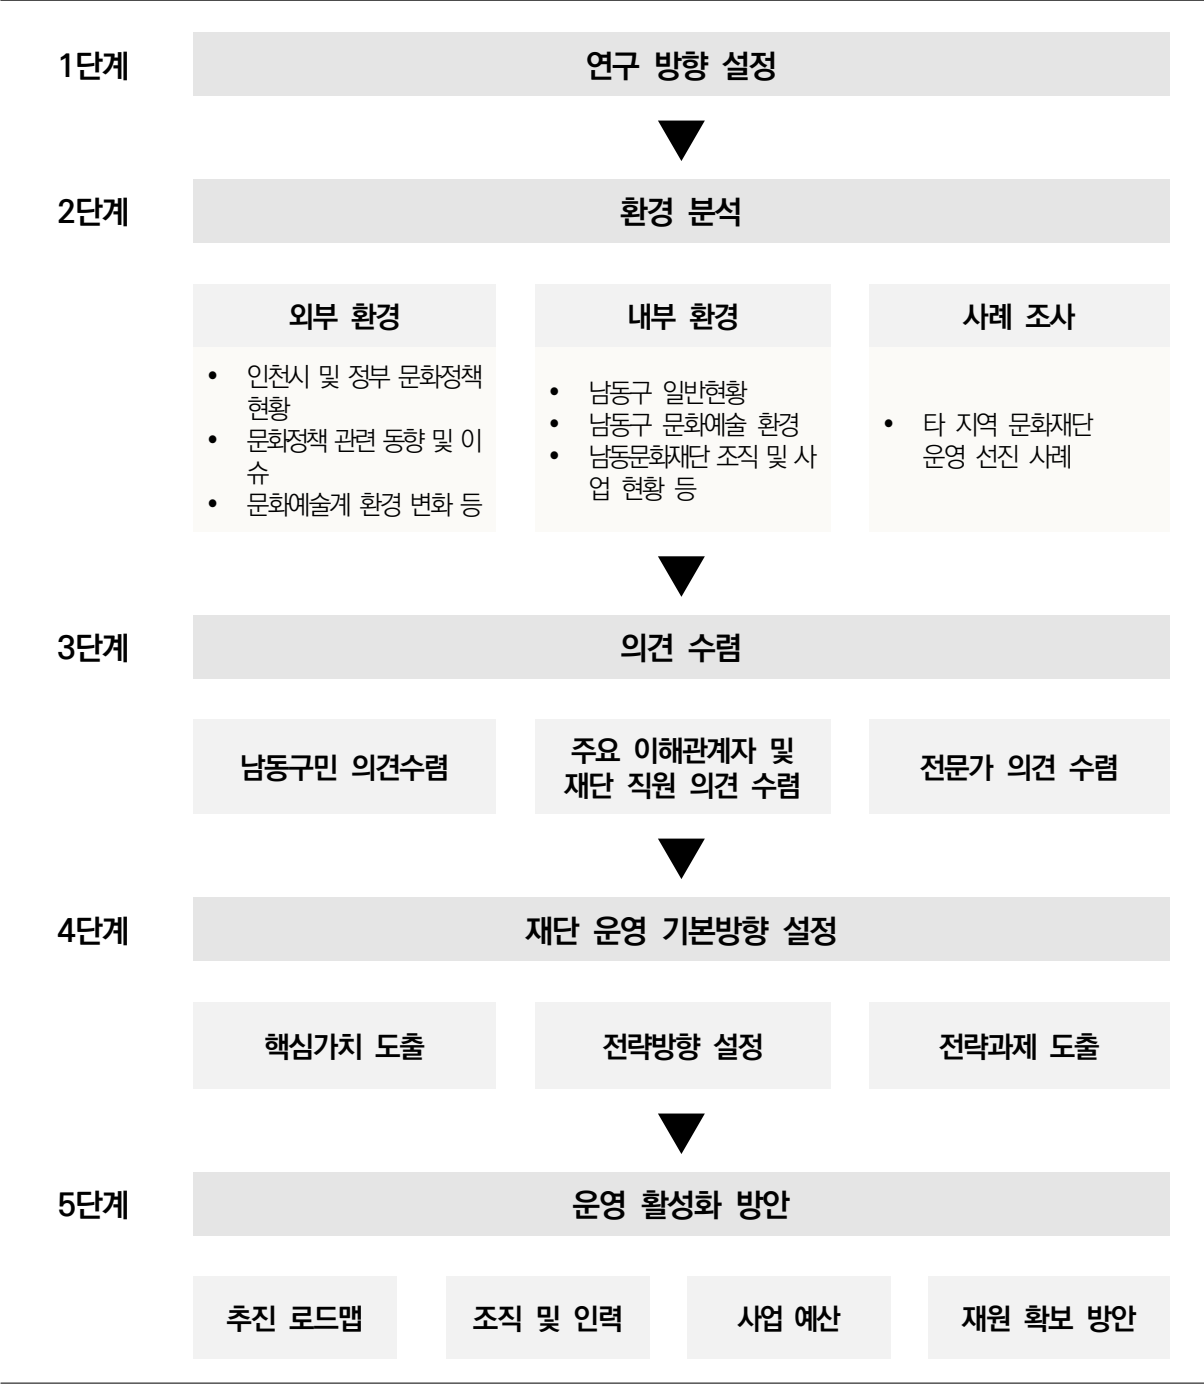 1단계
연구 방향 설정
2단계
환경 분석
외부 환경
• 인천시 및 정부 문화정책
현황
• 문화정책 관련 동향 및 이
슈
• 문화예술계 환경 변화 등
내부 환경
• 남동구 일반현황
• 남동구 문화예술 환경
• 남동문화재단 조직 및 사
업 현황 등
사례 조사
• 타 지역 문화재단
운영 선진 사례
3단계
의견 수렴
남동구민 의견수렴
주요 이해관계자 및
재단 직원 의견 수렴
전문가 의견 수렴
4단계
재단 운영 기본방향 설정
핵심가치 도출
전략방향 설정
전략과제 도출
5단계
운영 활성화 방안
추진 로드맵
조직 및 인력
사업 예산
재원 확보 방안